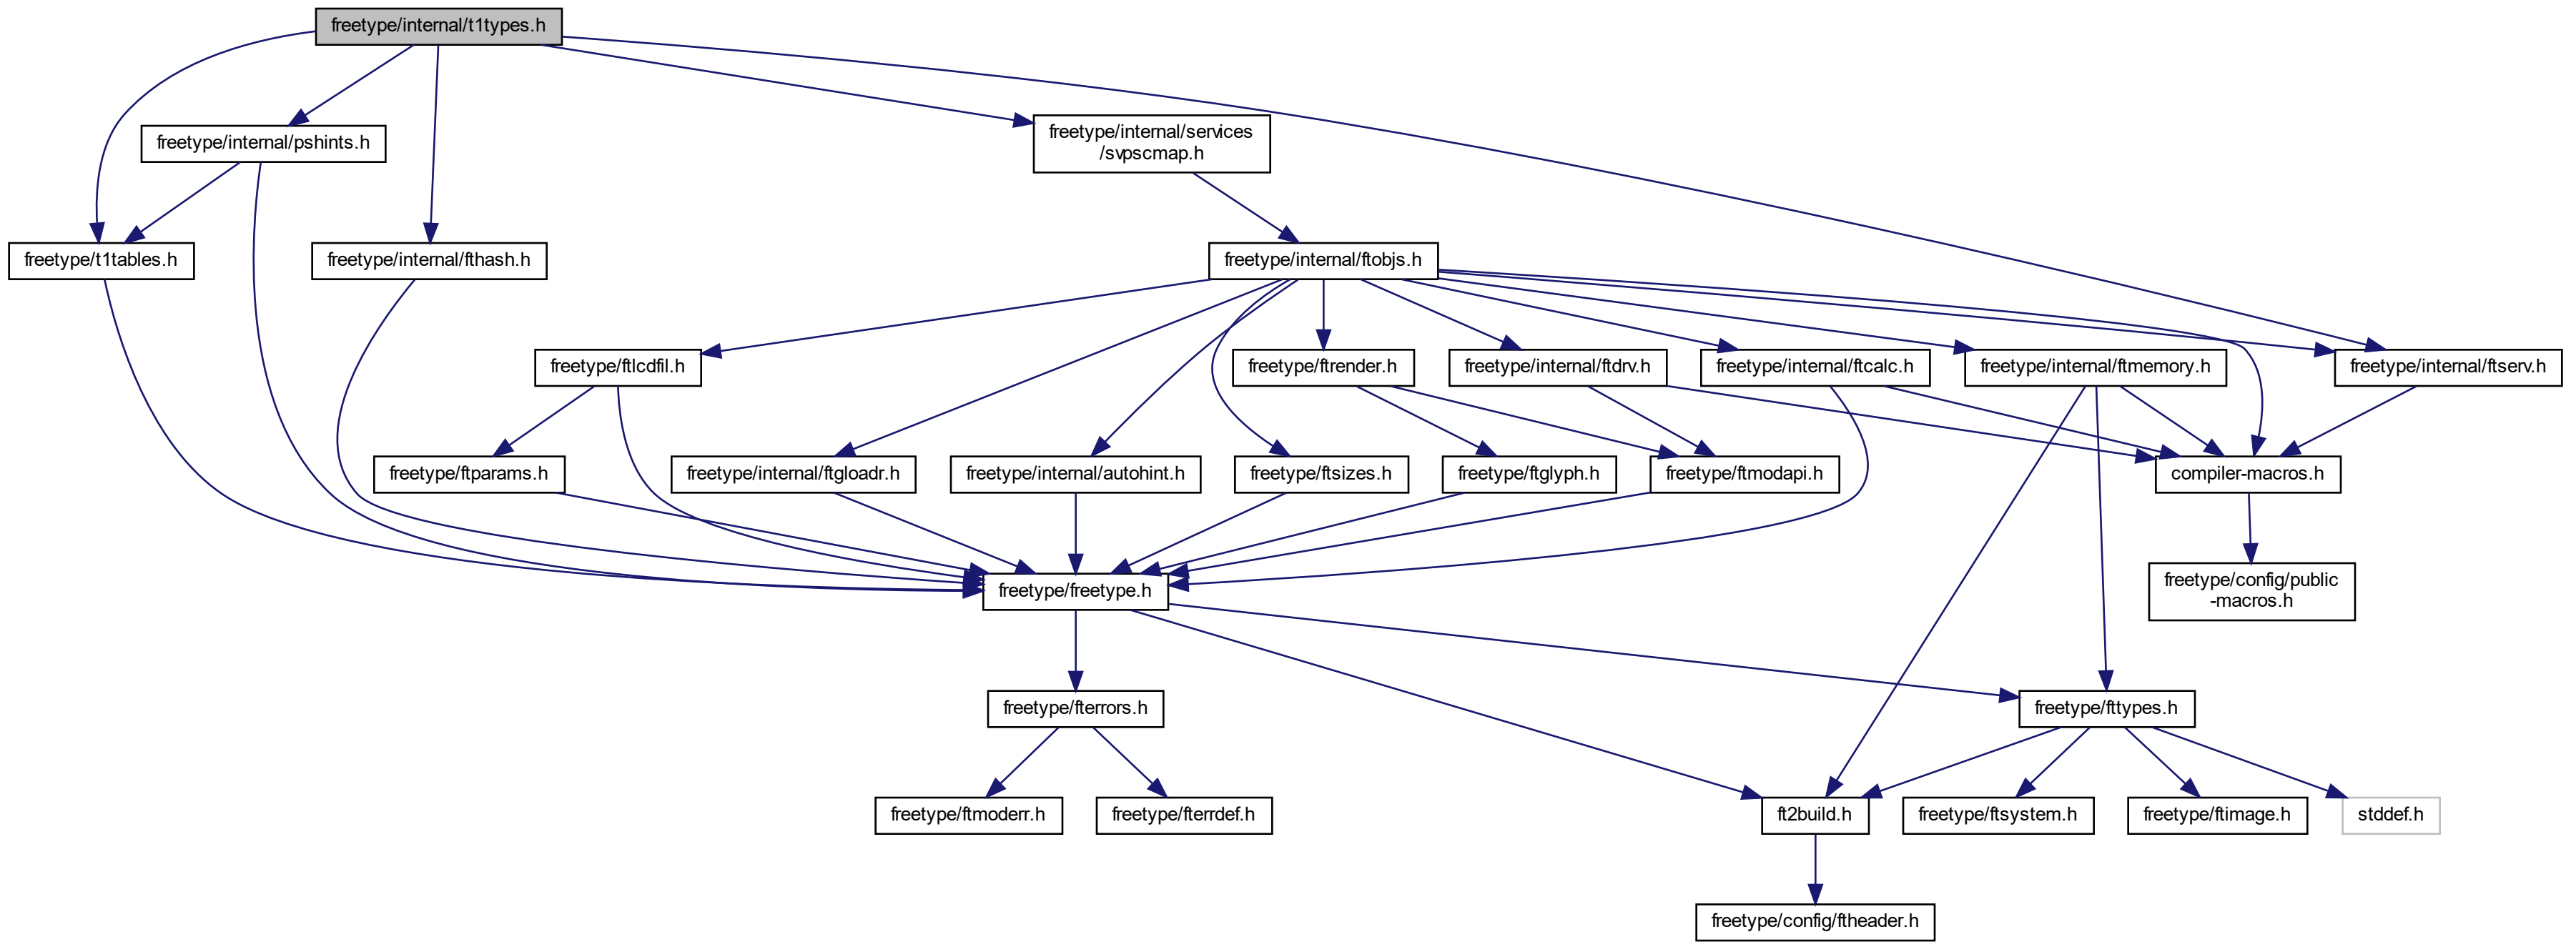 freetype/internal/t1types.h
freetype/internal/pshints.h
freetype/internal/services
/svpscmap.h
freetype/t1tables.h
freetype/internal/fthash.h
freetype/internal/ftobjs.h
freetype/ftlcdfil.h
freetype/ftrender.h
freetype/internal/ftdrv.h
freetype/internal/ftcalc.h
freetype/internal/ftmemory.h
freetype/internal/ftserv.h
freetype/ftparams.h
freetype/internal/ftgloadr.h
freetype/internal/autohint.h
freetype/ftsizes.h
freetype/ftglyph.h
freetype/ftmodapi.h
compiler-macros.h
freetype/freetype.h
freetype/config/public
-macros.h
freetype/fterrors.h
freetype/fttypes.h
freetype/ftmoderr.h
freetype/fterrdef.h
ft2build.h
freetype/ftsystem.h
freetype/ftimage.h
stddef.h
freetype/config/ftheader.h